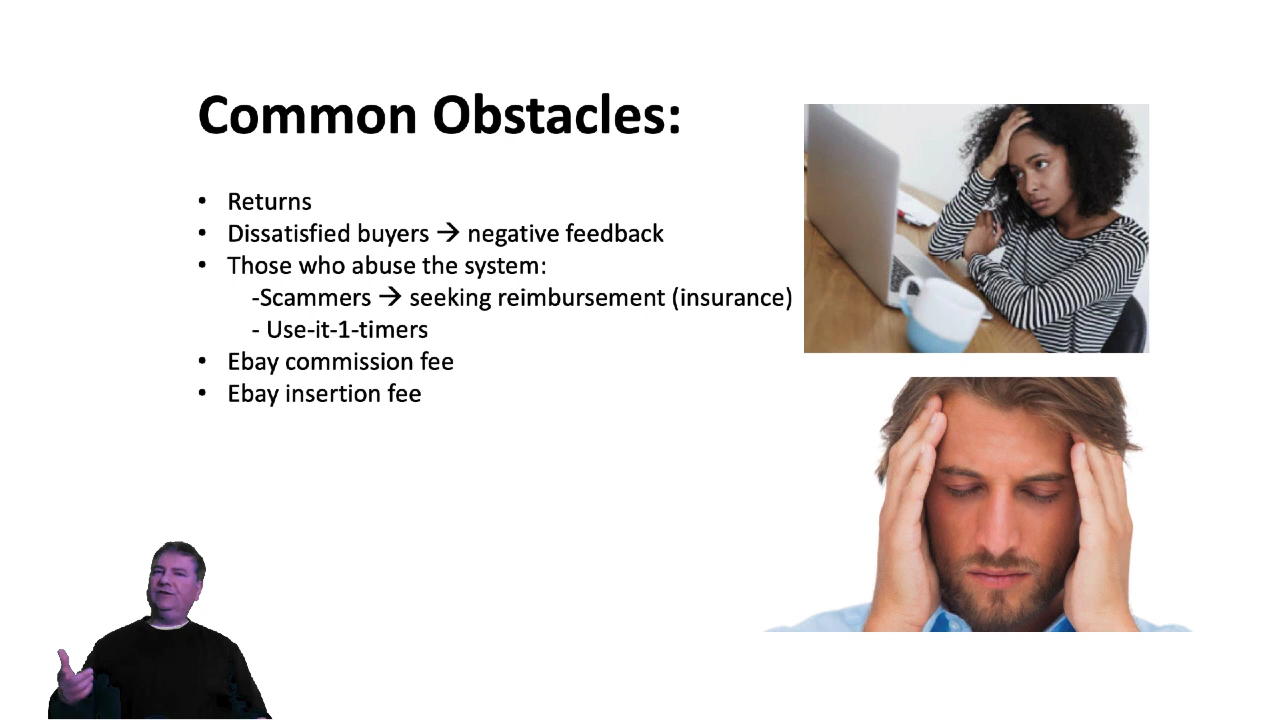 Common Obstacles:
• Returns
• Dissatisfied buyers → negative feedback
• Those who abuse the system:
-Scammers → seeking reimbursement (insurance)
- Use-it-1-timers
• Ebay commission fee
• Ebay insertion fee